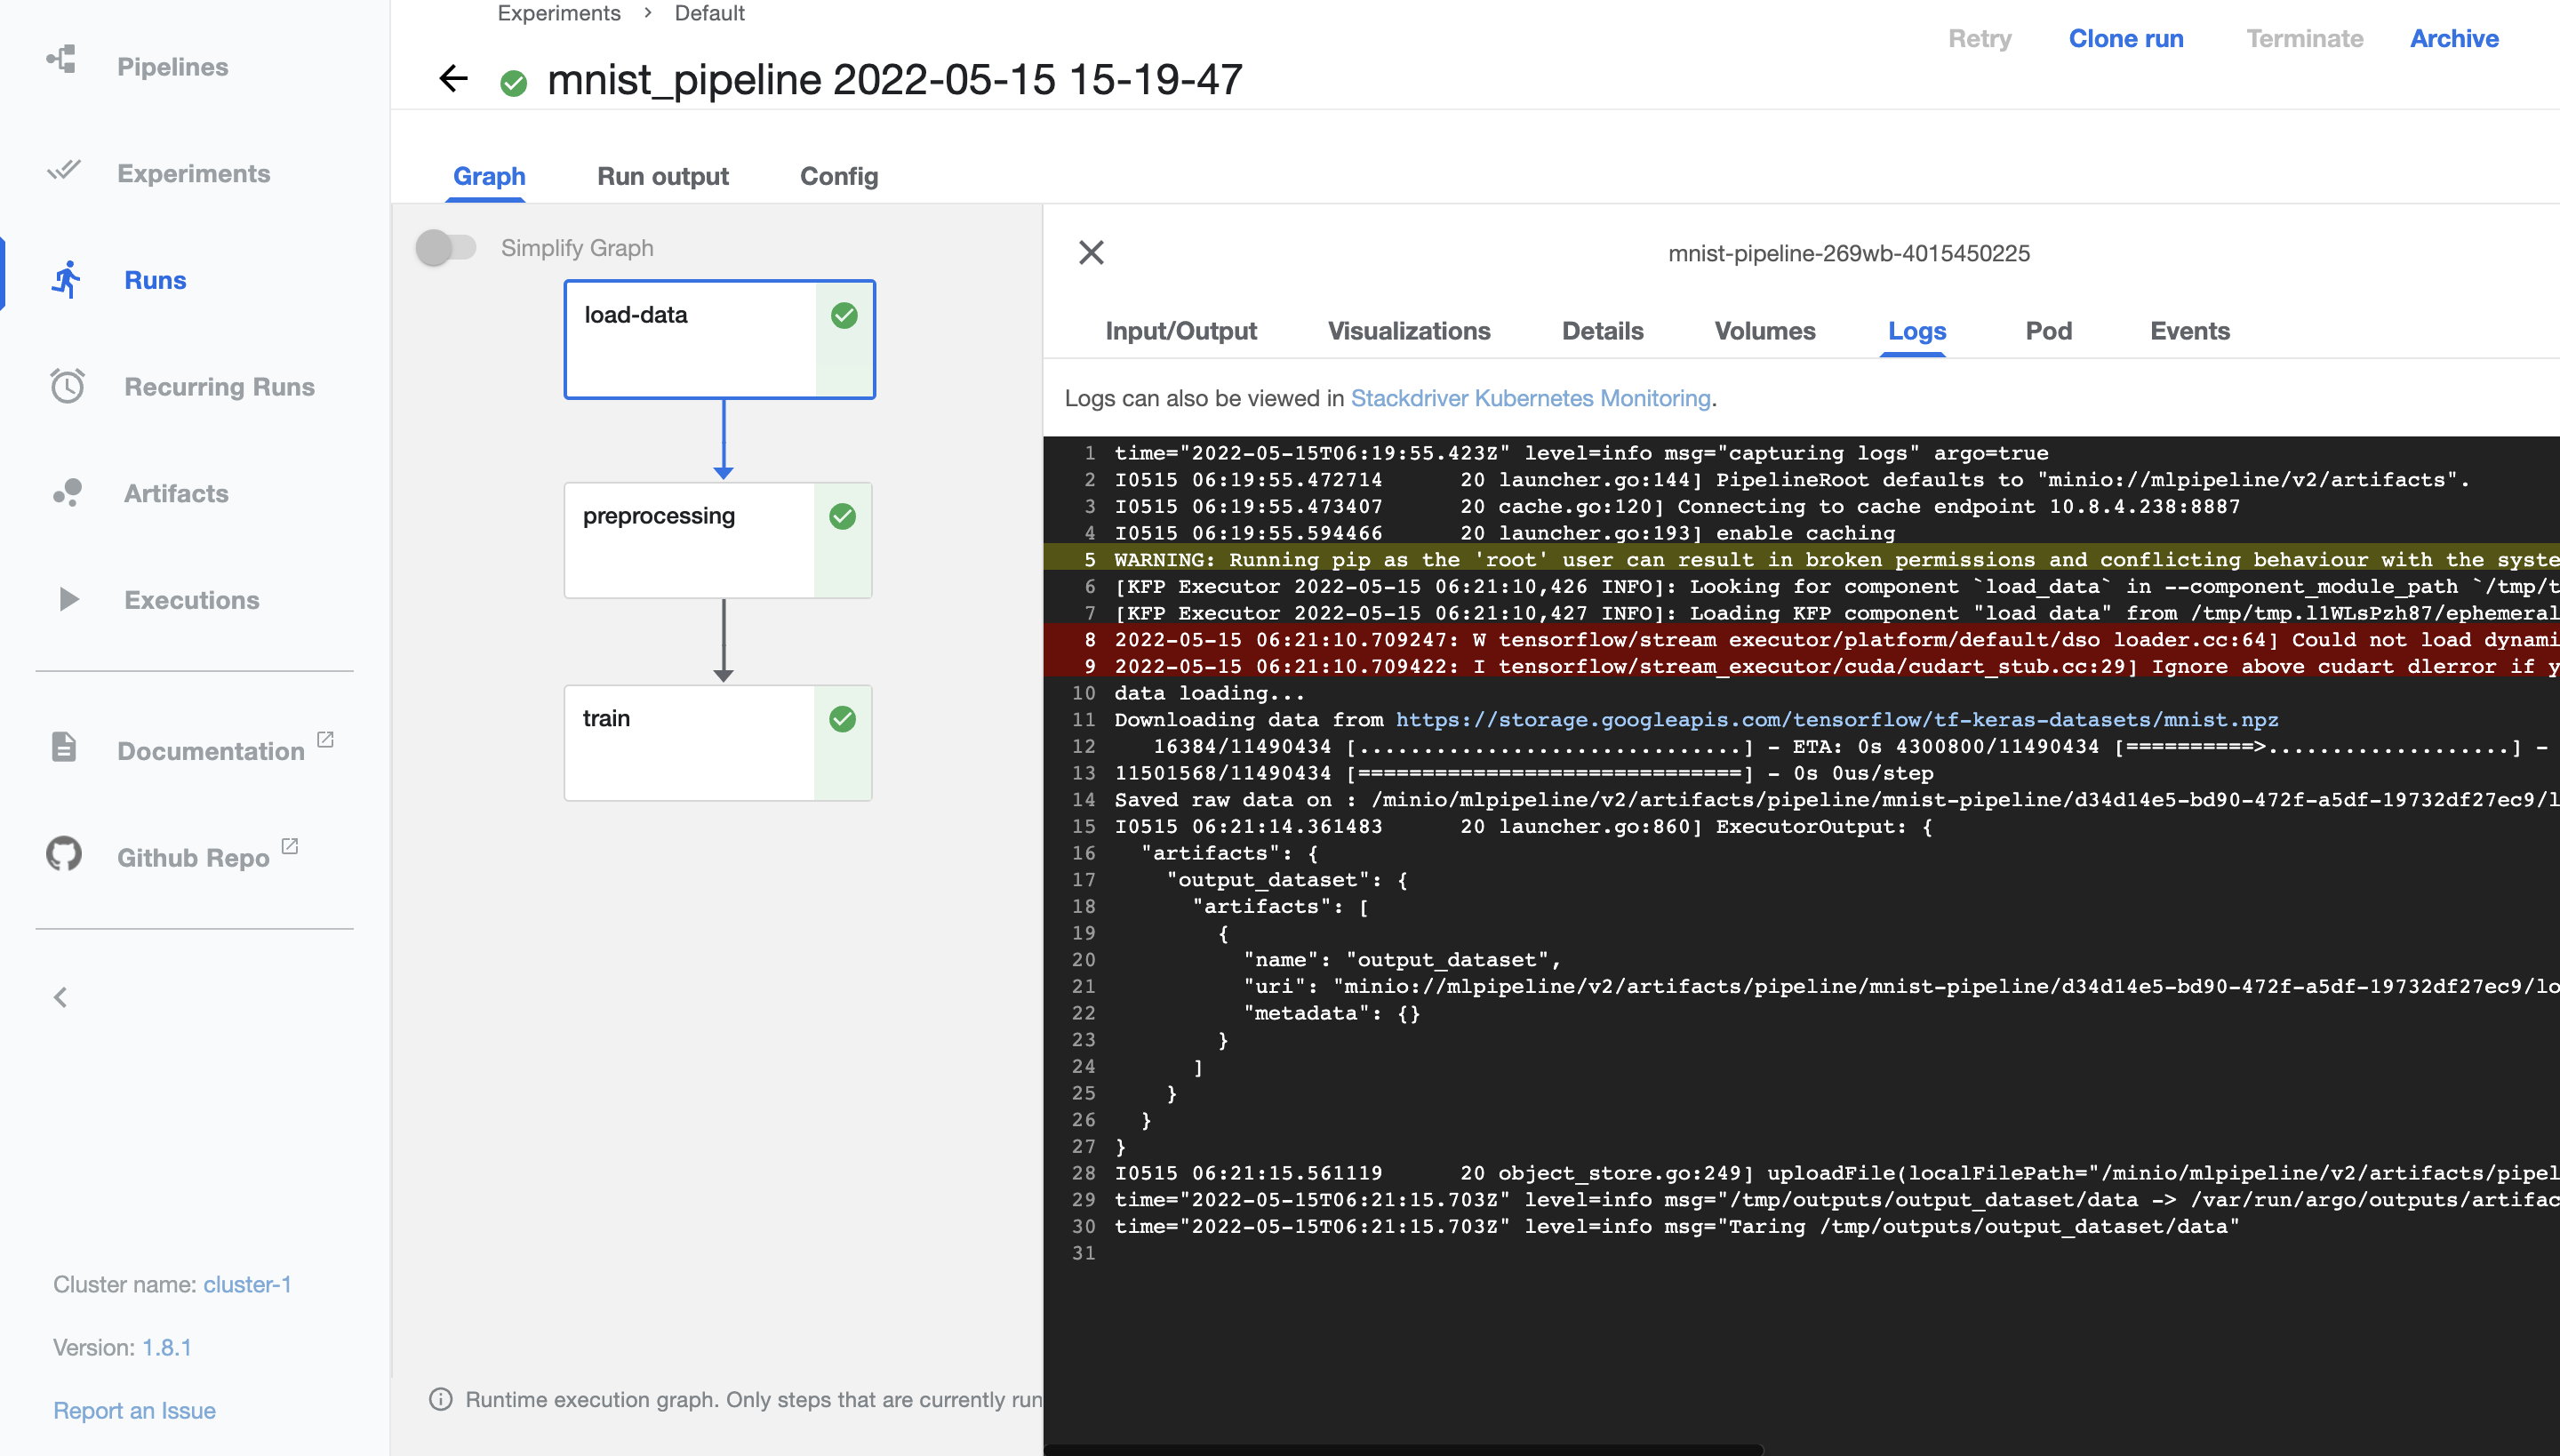 Pipelines
Experiments
Runs
Recurring Runs
Artifacts
Executions
Documentation
Github Repo
Cluster name: cluster-1
Version: 1.8.1
Report an Issue
Experiments > Default
mnist_pipeline 2022-05-15 15-19-47
Retry Clone run Terminate Archive
Graph Run output Config
Simplify Graph
load-data
preprocessing
train
Runtime execution graph. Only steps that are currently run
mnist-pipeline-269wb-4015450225
Input/Output Visualizations Details Volumes Logs Pod Events
Logs can also be viewed in Stackdriver Kubernetes Monitoring.
1 time="2022-05-15T06:19:55.423Z" level=info msg="capturing logs" argo=true
2 I0515 06:19:55.472714 20 launcher.go:144] PipelineRoot defaults to "minio://mlpipeline/v2/artifacts".
3 I0515 06:19:55.473407 20 cache.go:120] Connecting to cache endpoint 10.8.4.238:8887
4 I0515 06:19:55.594466 20 launcher.go:193] enable caching
5 WARNING: Running pip as the 'root' user can result in broken permissions and conflicting behaviour with the syste
6 [KFP Executor 2022-05-15 06:21:10,426 INFO]: Looking for component `load_data` in --component_module_path `/tmp/t
7 [KFP Executor 2022-05-15 06:21:10,427 INFO]: Loading KFP component "load_data" from /tmp/tmp.l1WLsPzh87/ephemeral
8 2022-05-15 06:21:10.709247: W tensorflow/stream_executor/platform/default/dso_loader.cc:64] Could not load dynami
9 2022-05-15 06:21:10.709422: I tensorflow/stream_executor/cuda/cudart_stub.cc:29] Ignore above cudart dlerror if y
10 data loading...
11 Downloading data from https://storage.googleapis.com/tensorflow/tf-keras-datasets/mnist.npz
12 16384/11490434 [..............................] - ETA: 0s 4300800/11490434 [==========>...................] -
13 11501568/11490434 [==============================] - 0s 0us/step
14 Saved raw data on : /minio/mlpipeline/v2/artifacts/pipeline/mnist-pipeline/d34d14e5-bd90-472f-a5df-19732df27ec9/l
15 I0515 06:21:14.361483 20 launcher.go:860] ExecutorOutput: {
16 "artifacts": {
17 "output_dataset": {
18 "artifacts": [
19 {
20 "name": "output_dataset",
21 "uri": "minio://mlpipeline/v2/artifacts/pipeline/mnist-pipeline/d34d14e5-bd90-472f-a5df-19732df27ec9/lo
22 "metadata": {}
23 }
24 ]
25 }
26 }
27 }
28 I0515 06:21:15.561119 20 object_store.go:249] uploadFile(localFilePath="/minio/mlpipeline/v2/artifacts/pipel
29 time="2022-05-15T06:21:15.703Z" level=info msg="/tmp/outputs/output_dataset/data -> /var/run/argo/outputs/artifac
30 time="2022-05-15T06:21:15.703Z" level=info msg="Taring /tmp/outputs/output_dataset/data"
31